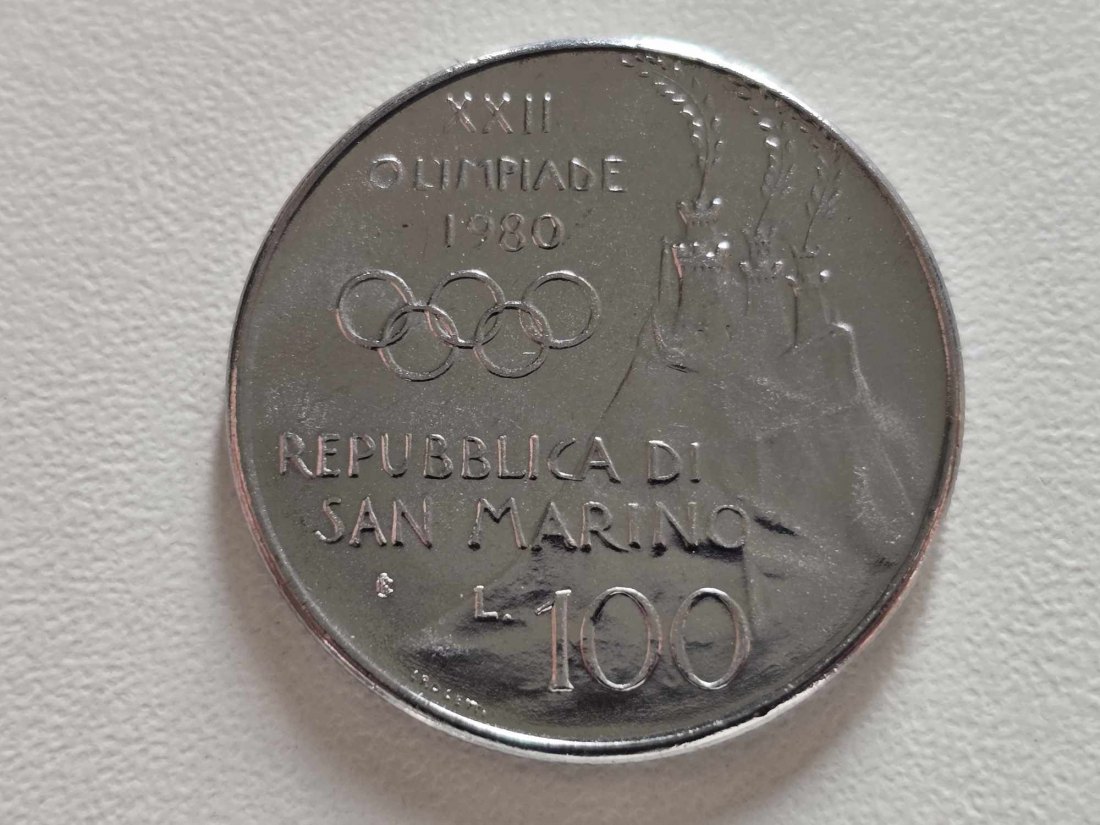 XXII
OLIMPIADE
1980
REPUBBLICA DI
SAN MARINO
L. 100